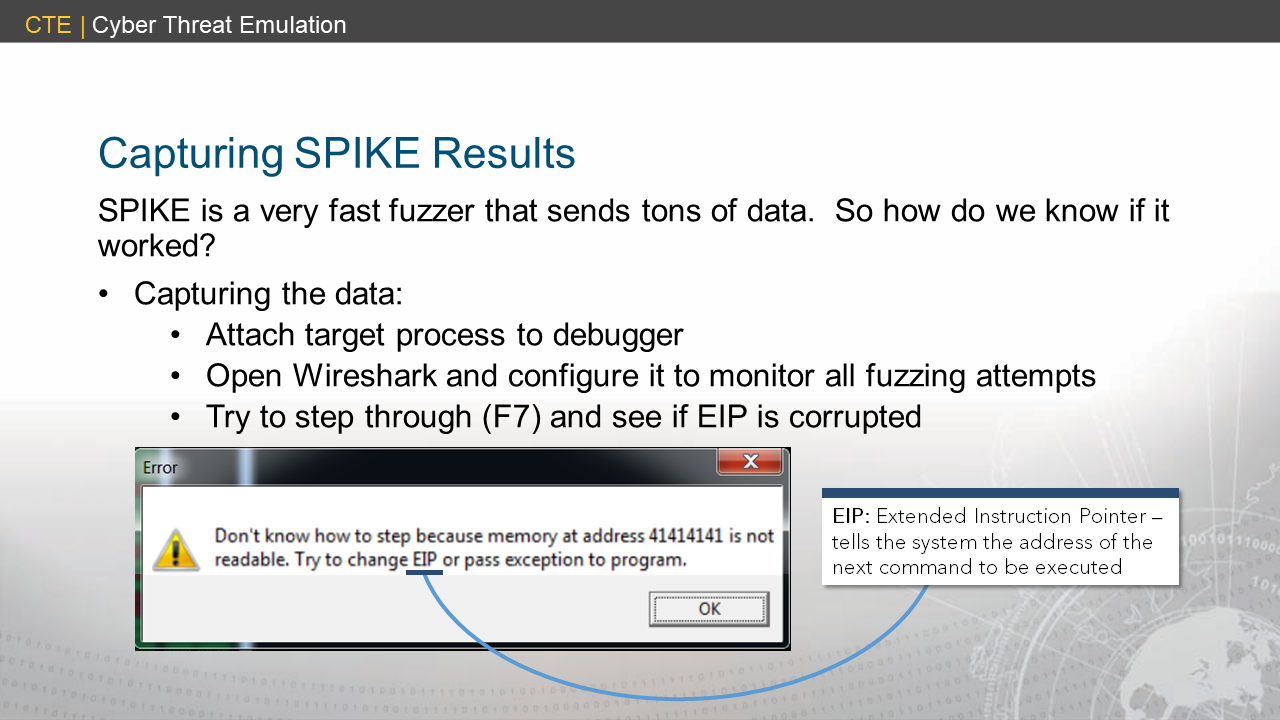 CTE | Cyber Threat Emulation
Capturing SPIKE Results
SPIKE is a very fast fuzzer that sends tons of data.  So how do we know if it
worked?
• Capturing the data:
• Attach target process to debugger
• Open Wireshark and configure it to monitor all fuzzing attempts
• Try to step through (F7) and see if EIP is corrupted
Error
Don't know how to step because memory at address 41414141 is not
readable. Try to change EIP or pass exception to program.
OK
EIP: Extended Instruction Pointer –
tells the system the address of the
next command to be executed